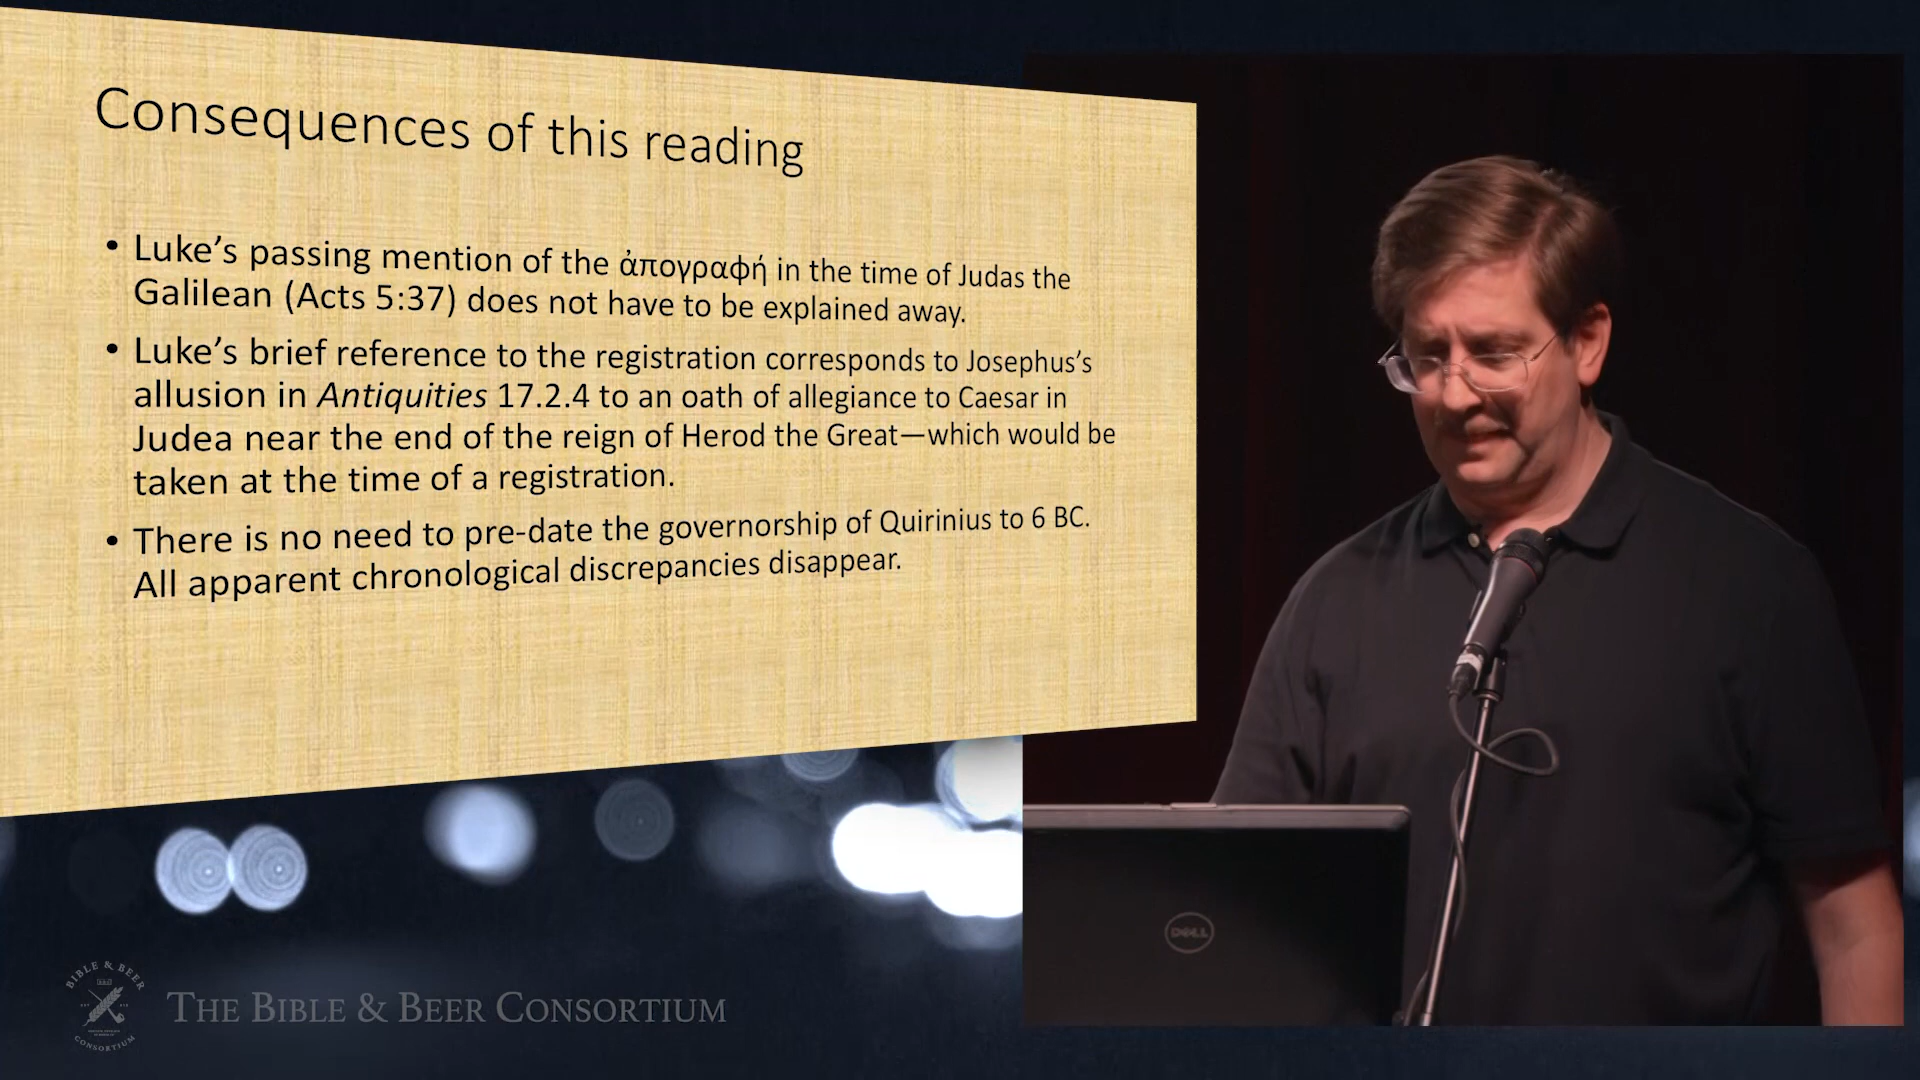 Consequences of this reading
• Luke’s passing mention of the ἀπογραφή in the time of Judas the
Galilean (Acts 5:37) does not have to be explained away.
• Luke’s brief reference to the registration corresponds to Josephus’s
allusion in Antiquities 17.2.4 to an oath of allegiance to Caesar in
Judea near the end of the reign of Herod the Great—which would be
taken at the time of a registration.
• There is no need to pre-date the governorship of Quirinius to 6 BC.
All apparent chronological discrepancies disappear.
DELL
BIBLE & BEER
CONSORTIUM
THE BIBLE & BEER CONSORTIUM